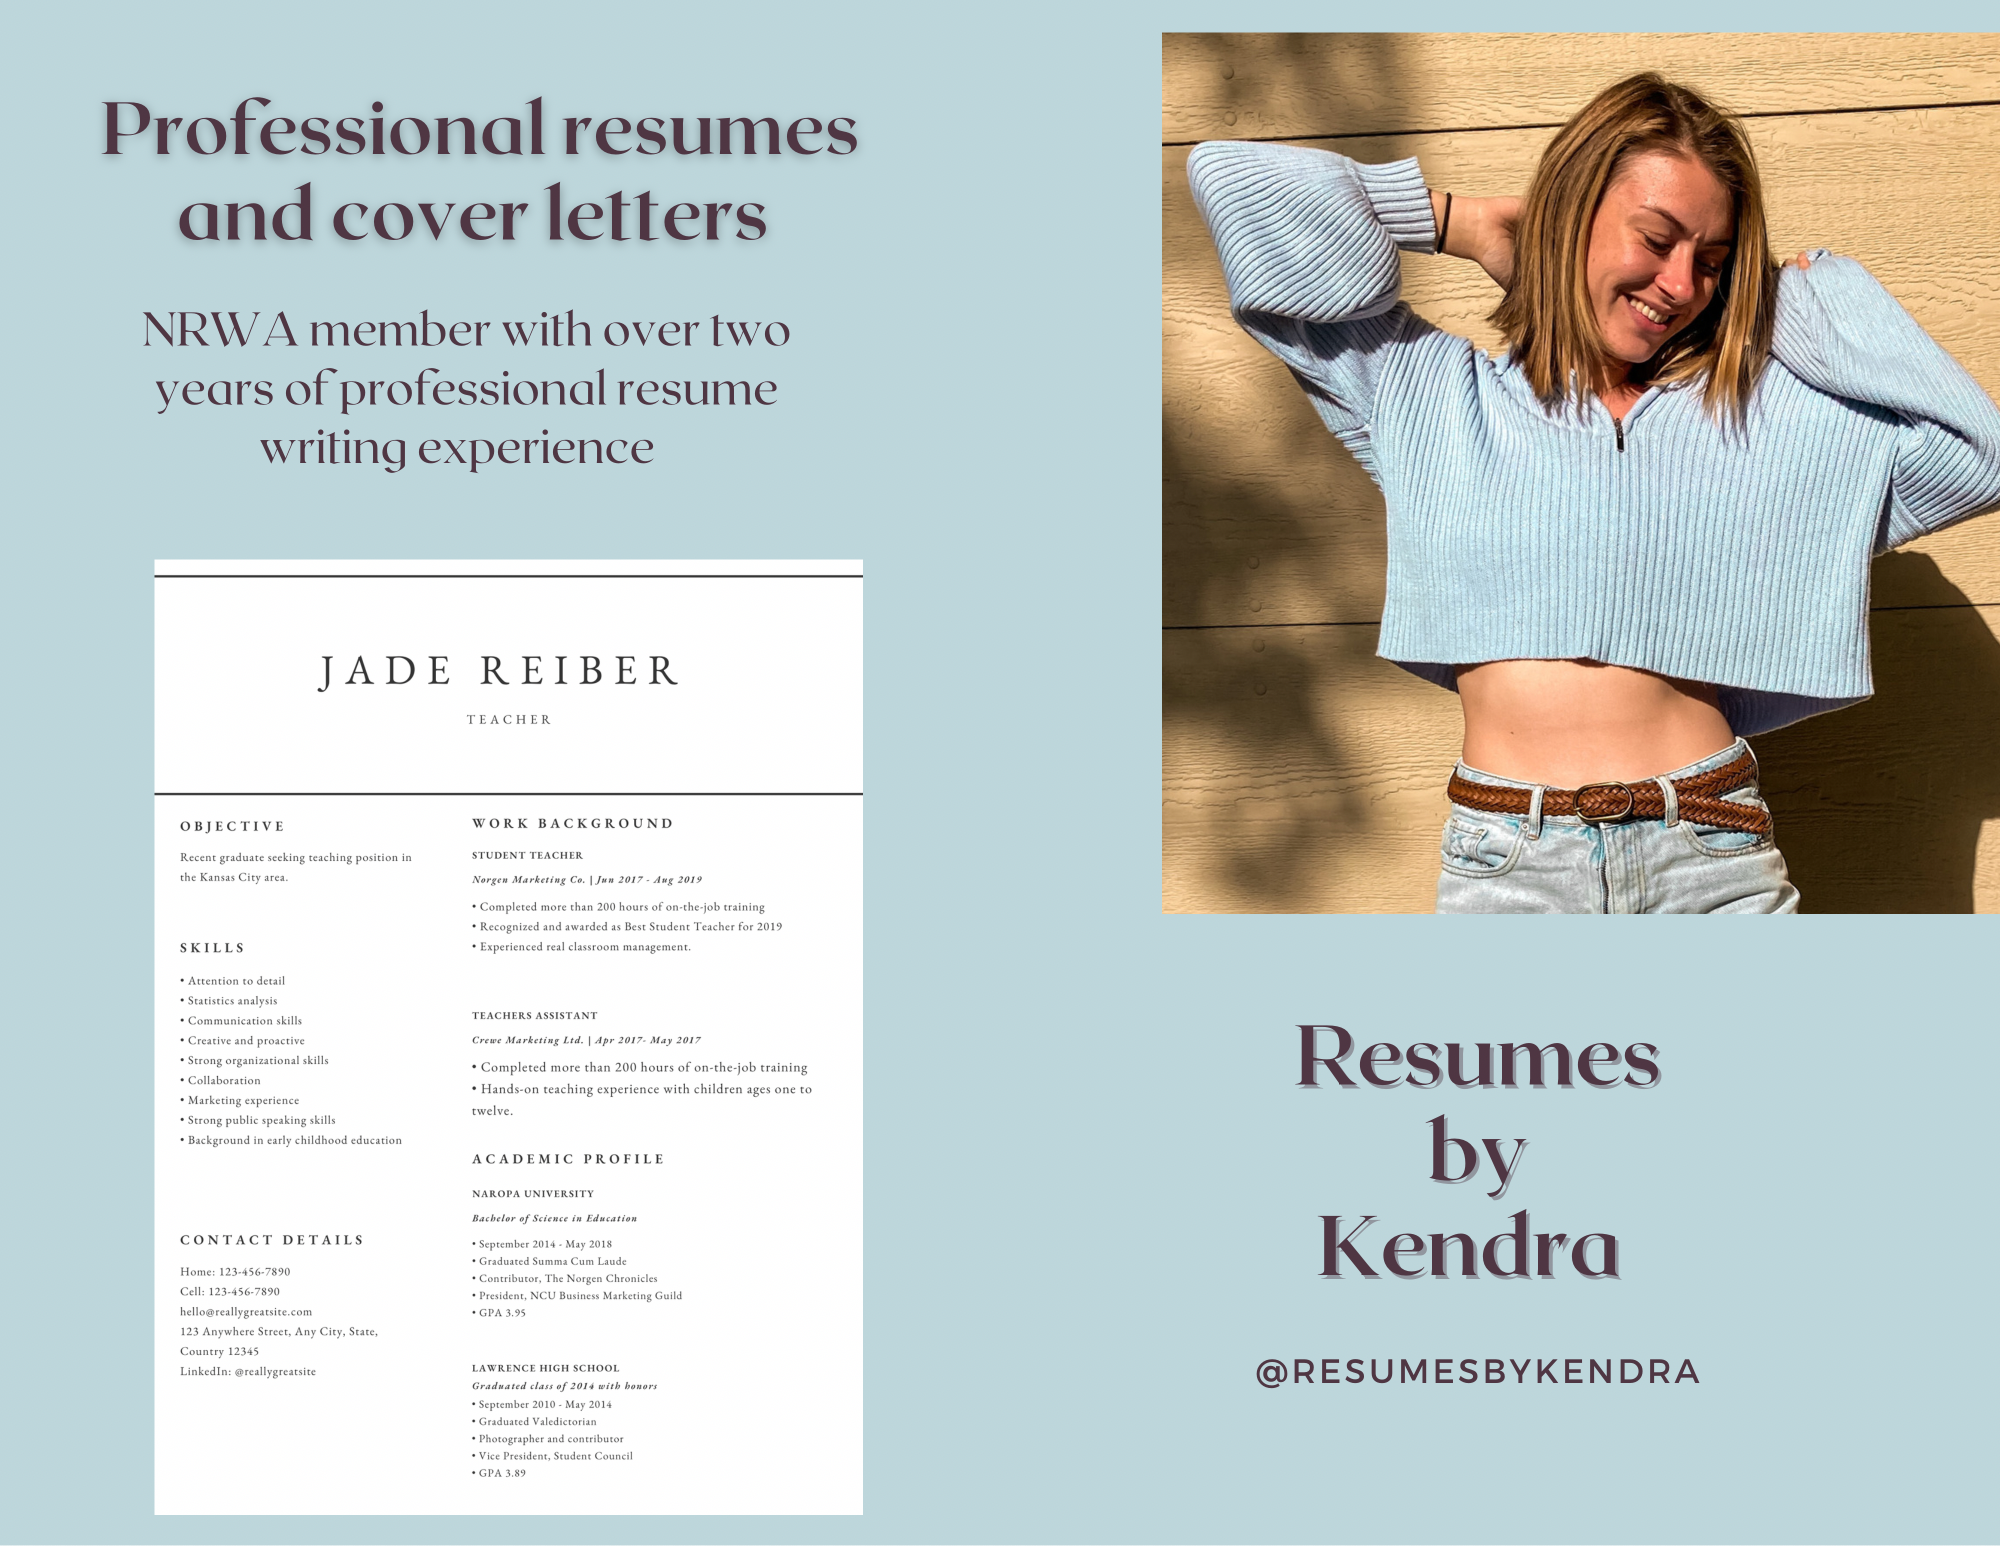 Professional resumes
and cover letters
NRWA member with over two
years of professional resume
writing experience
JADE REIBER
TEACHER
OBJECTIVE
Recent graduate seeking teaching position in
the Kansas City area.
SKILLS
• Attention to detail
• Statistics analysis
• Communication skills
• Creative and proactive
• Strong organizational skills
• Collaboration
• Marketing experience
• Strong public speaking skills
• Background in early childhood education
CONTACT DETAILS
Home: 123-456-7890
Cell: 123-456-7890
hello@reallygreatsite.com
123 Anywhere Street, Any City, State,
Country 12345
LinkedIn: @reallygreatsite
WORK BACKGROUND
STUDENT TEACHER
Norgen Marketing Co. | Jun 2017 - Aug 2019
• Completed more than 200 hours of on-the-job training
• Recognized and awarded as Best Student Teacher for 2019
• Experienced real classroom management.
TEACHERS ASSISTANT
Crewe Marketing Ltd. | Apr 2017- May 2017
• Completed more than 200 hours of on-the-job training
• Hands-on teaching experience with children ages one to
twelve.
ACADEMIC PROFILE
NAROPA UNIVERSITY
Bachelor of Science in Education
• September 2014 - May 2018
• Graduated Summa Cum Laude
• Contributor, The Norgen Chronicles
• President, NCU Business Marketing Guild
• GPA 3.95
LAWRENCE HIGH SCHOOL
Graduated class of 2014 with honors
• September 2010 - May 2014
• Graduated Valedictorian
• Photographer and contributor
• Vice President, Student Council
• GPA 3.89
Resumes
by
Kendra
@RESUMESBYKENDRA